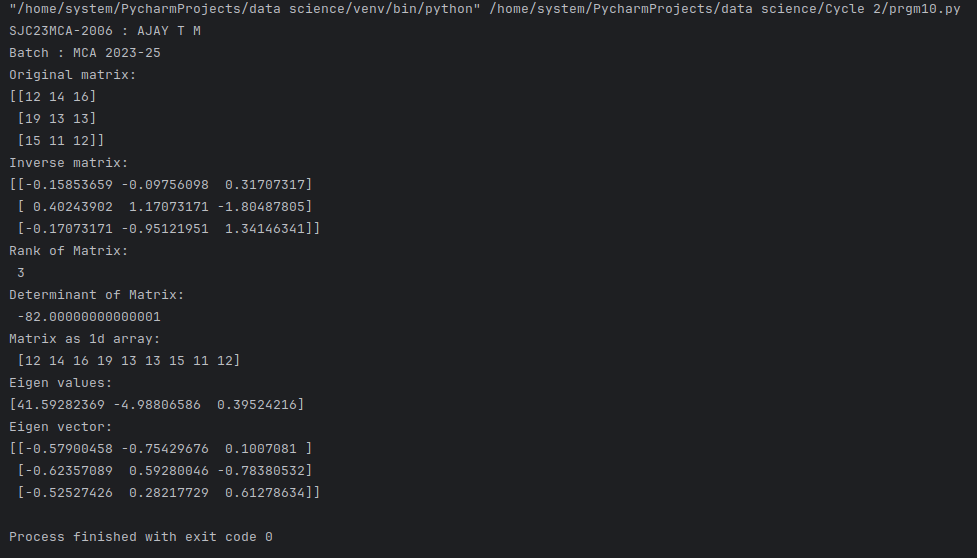 "/home/system/PycharmProjects/data science/venv/bin/python" /home/system/PycharmProjects/data science/Cycle 2/prgm10.py
SJC23MCA-2006 : AJAY T M
Batch : MCA 2023-25
Original matrix:
[[12 14 16]
 [19 13 13]
 [15 11 12]]
Inverse matrix:
[[-0.15853659 -0.09756098  0.31707317]
 [ 0.40243902  1.17073171 -1.80487805]
 [-0.17073171 -0.95121951  1.34146341]]
Rank of Matrix:
 3
Determinant of Matrix:
 -82.00000000000001
Matrix as 1d array:
 [12 14 16 19 13 13 15 11 12]
Eigen values:
[41.59282369 -4.98806586  0.39524216]
Eigen vector:
[[-0.57900458 -0.75429676  0.1007081 ]
 [-0.62357089  0.59280046 -0.78380532]
 [-0.52527426  0.28217729  0.61278634]]
Process finished with exit code 0